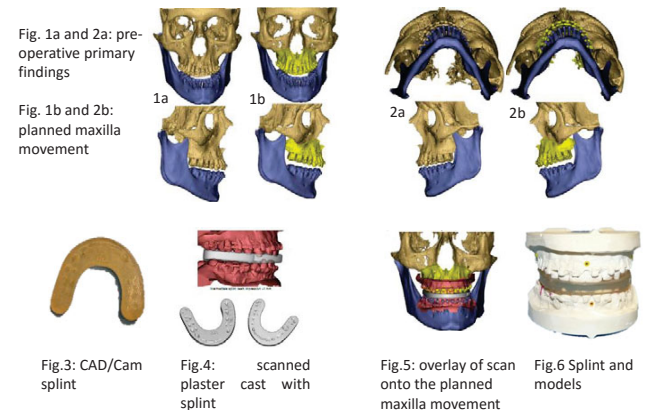 Fig. 1a and 2a: pre-
operative primary
findings
Fig. 1b and 2b:
planned maxilla
movement
1a
1b
2a
2b
Fig.3: CAD/Cam
splint
Fig.4: scanned
plaster cast with
splint
Fig.5: overlay of scan
onto the planned
maxilla movement
Fig.6 Splint and
models